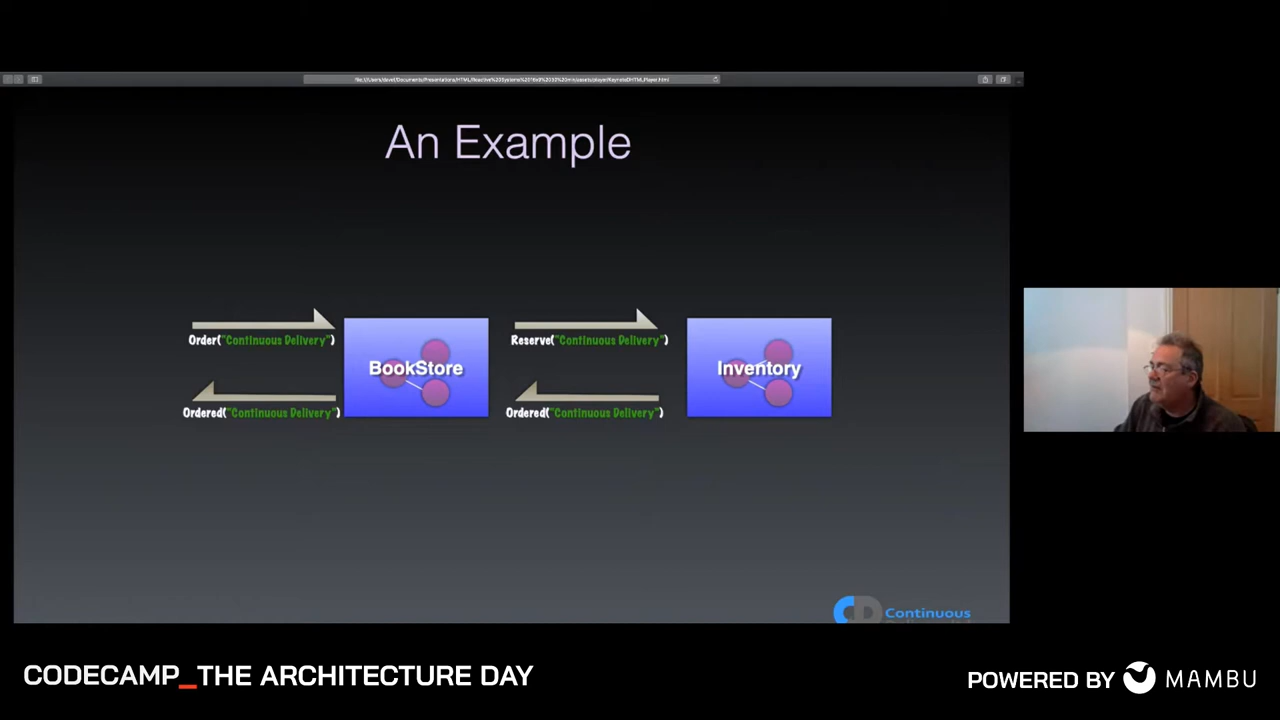 An Example
Order("Continuous Delivery")
BookStore
Reserve("Continuous Delivery")
Inventory
Ordered("Continuous Delivery")
Ordered("Continuous Delivery")
CD Continuous
CODECAMP_THE ARCHITECTURE DAY
POWERED BY MAMBU